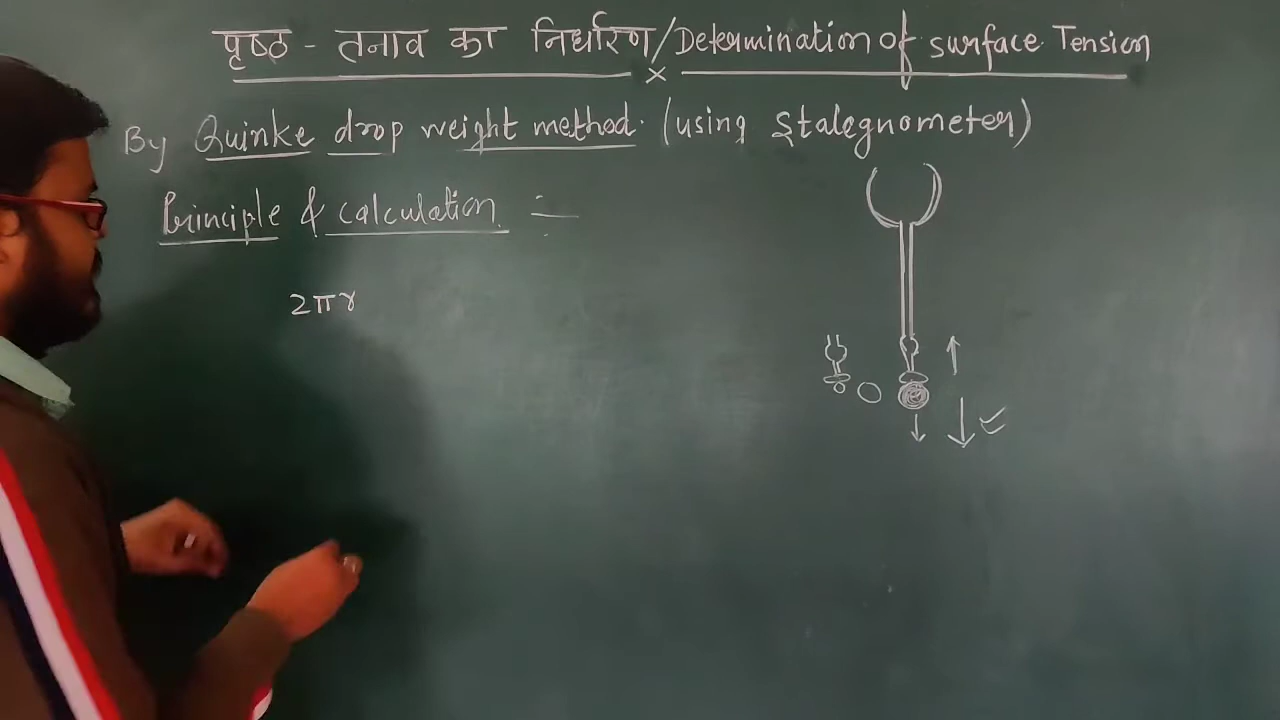 पृष्ठ - तनाव का निर्धारण/Determination of surface Tension
By Quinke drop weight method. (using stalegnometer)
Principle & calculation :-
2πr